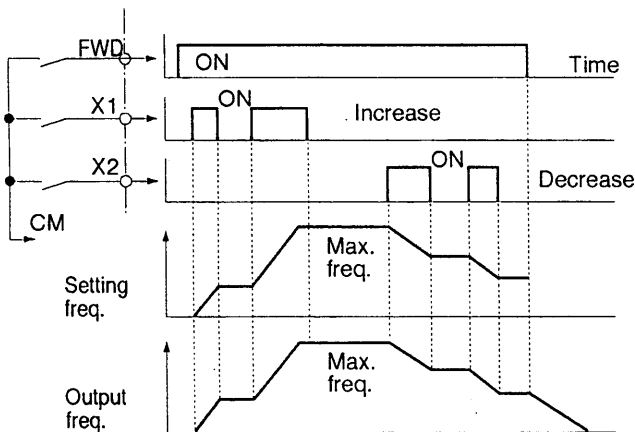 FWD
ON
Time
X1
ON
Increase
X2
ON
Decrease
CM
Setting
freq.
Max.
freq.
Output
freq.
Max.
freq.